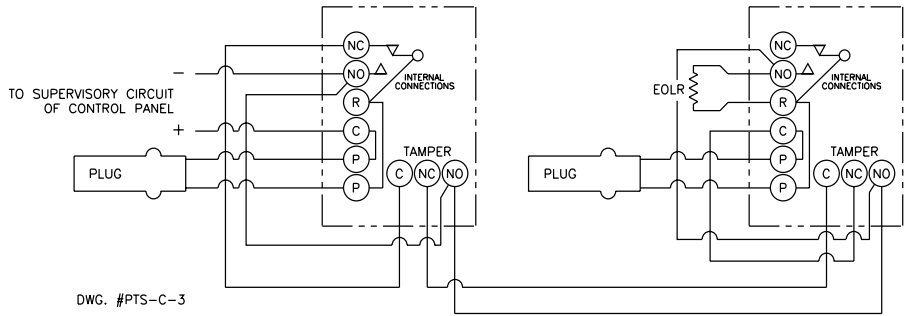 NC
NO
R
C
P
P
INTERNAL
CONNECTIONS
−
TO SUPERVISORY CIRCUIT
OF CONTROL PANEL
+
PLUG
TAMPER
C NC NO
DWG. #PTS-C-3
NC
NO
R
C
P
P
INTERNAL
CONNECTIONS
EOLR
PLUG
TAMPER
C NC NO